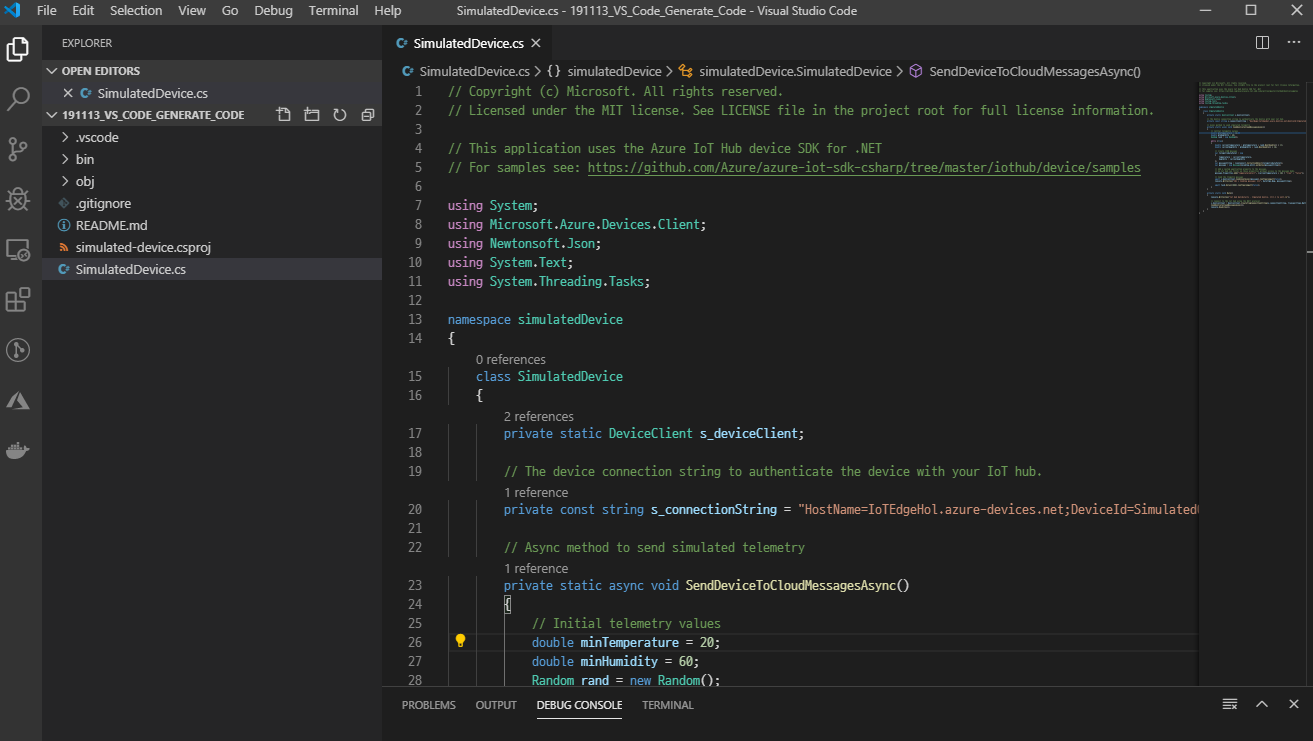 File Edit Selection View Go Debug Terminal Help SimulatedDevice.cs - 191113_VS_Code_Generate_Code - Visual Studio Code
EXPLORER
OPEN EDITORS
SimulatedDevice.cs
191113_VS_CODE_GENERATE_CODE
.vscode
bin
obj
.gitignore
README.md
simulated-device.csproj
SimulatedDevice.cs
SimulatedDevice.cs
SimulatedDevice.cs > {} simulatedDevice > simulatedDevice.SimulatedDevice > SendDeviceToCloudMessagesAsync()
1 // Copyright (c) Microsoft. All rights reserved.
2 // Licensed under the MIT license. See LICENSE file in the project root for full license information.
3
4 // This application uses the Azure IoT Hub device SDK for .NET
5 // For samples see: https://github.com/Azure/azure-iot-sdk-csharp/tree/master/iothub/device/samples
6
7 using System;
8 using Microsoft.Azure.Devices.Client;
9 using Newtonsoft.Json;
10 using System.Text;
11 using System.Threading.Tasks;
12
13 namespace simulatedDevice
14 {
0 references
15 class SimulatedDevice
16 {
2 references
17 private static DeviceClient s_deviceClient;
18
19 // The device connection string to authenticate the device with your IoT hub.
1 reference
20 private const string s_connectionString = "HostName=IoTEdgeHol.azure-devices.net;DeviceId=Simulated
21
22 // Async method to send simulated telemetry
1 reference
23 private static async void SendDeviceToCloudMessagesAsync()
24 {
25 // Initial telemetry values
26 double minTemperature = 20;
27 double minHumidity = 60;
28 Random rand = new Random();
PROBLEMS OUTPUT DEBUG CONSOLE TERMINAL